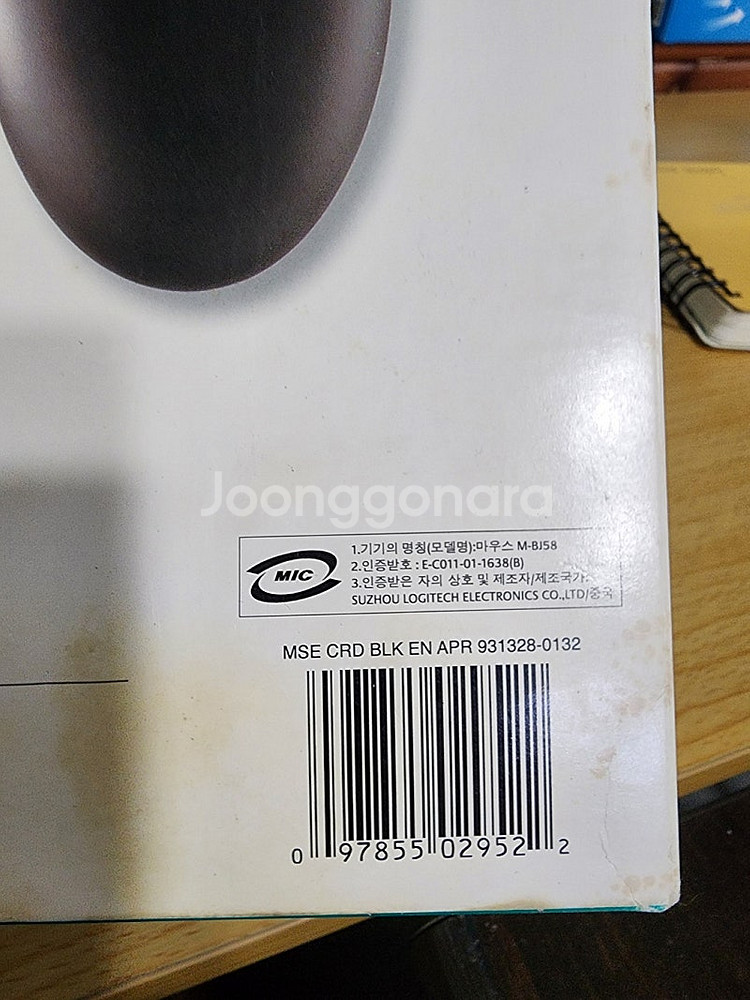 Joonggonara
MIC
1.기기의 명칭(모델명):마우스 M-BJ58
2.인증받호 : E-C011-01-1638(B)
3.인증받은 자의 상호 및 제조자/제조국가:
SUZHOU LOGITECH ELECTRONICS CO.,LTD/중국
MSE CRD BLK EN APR 931328-0132
0 97855 02952 2